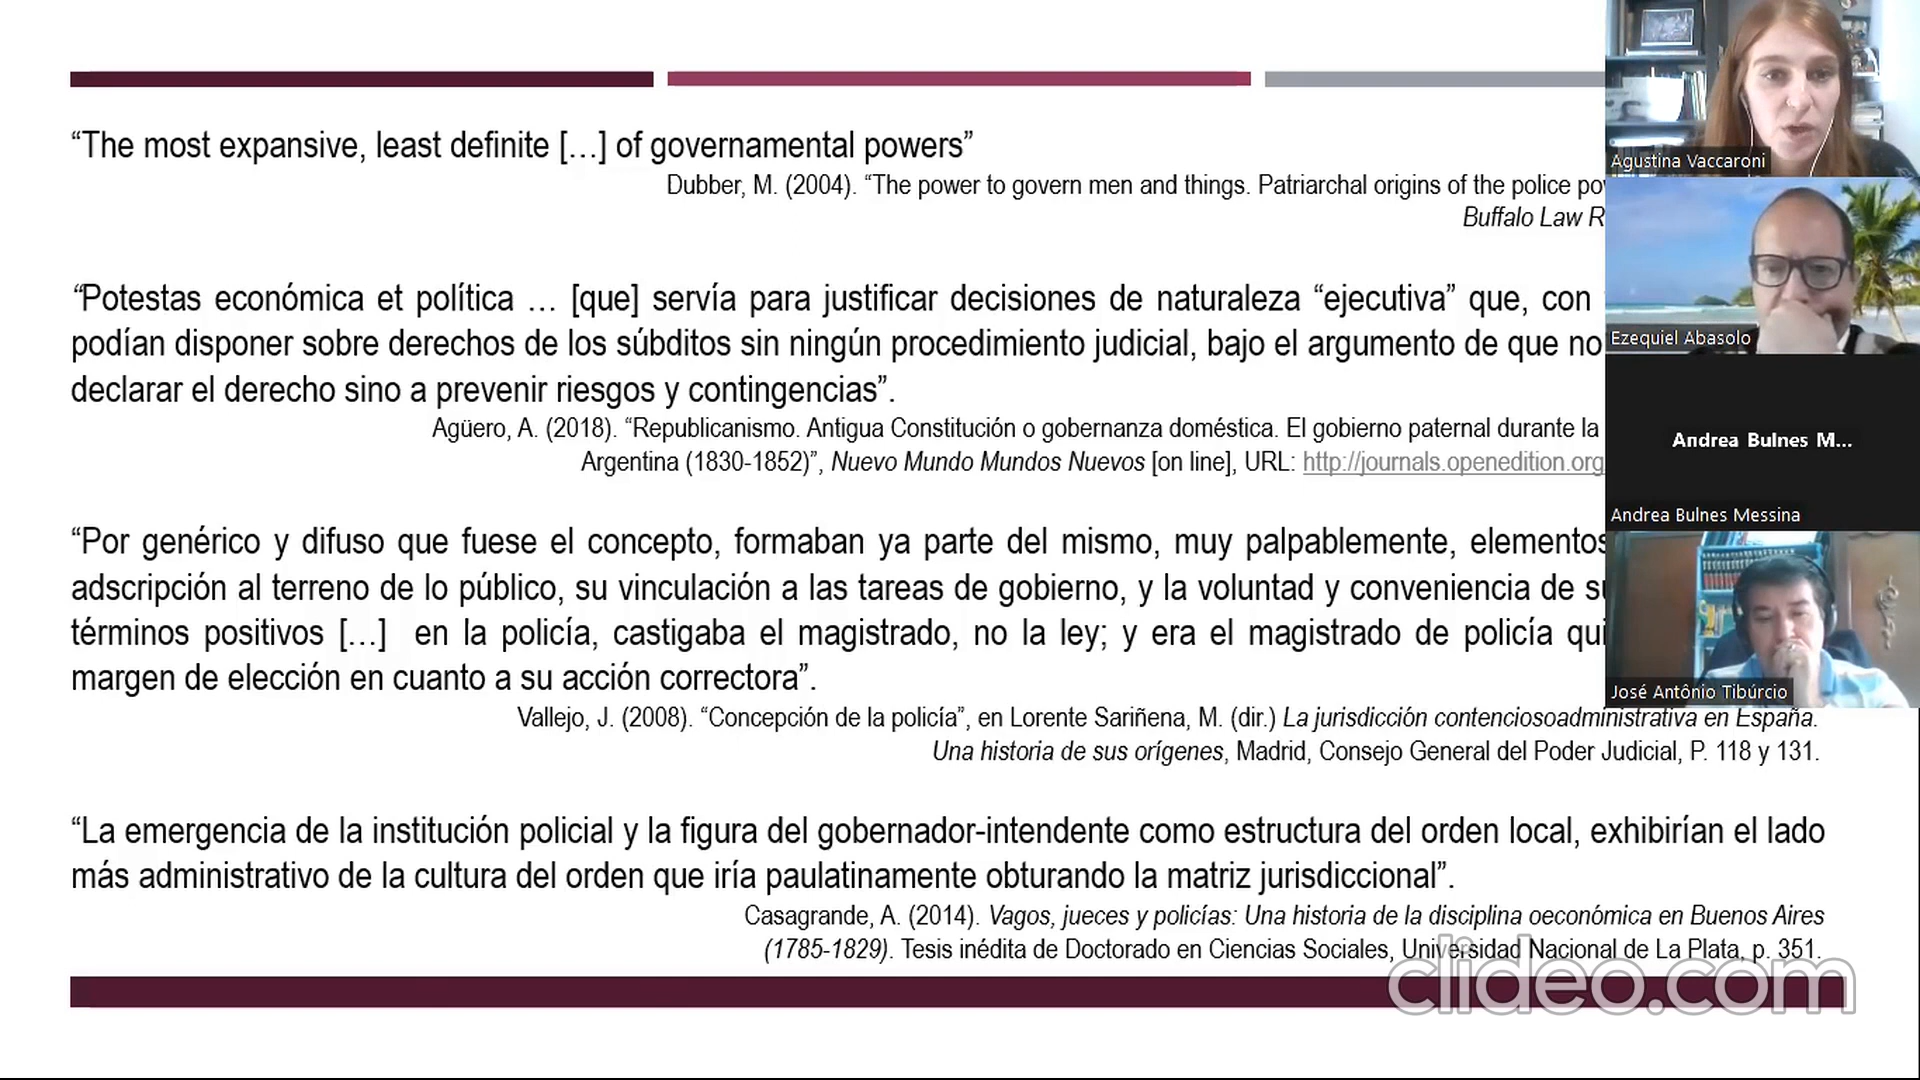 “The most expansive, least definite […] of governamental powers”
Dubber, M. (2004). “The power to govern men and things. Patriarchal origins of the police
Buffalo Law
“Potestas económica et política … [que] servía para justificar decisiones de naturaleza “ejecutiva” que, con
podían disponer sobre derechos de los súbditos sin ningún procedimiento judicial, bajo el argumento de que no
declarar el derecho sino a prevenir riesgos y contingencias”.
Agüero, A. (2018). “Republicanismo. Antigua Constitución o gobernanza doméstica. El gobierno paternal durante la
Argentina (1830-1852)”, Nuevo Mundo Mundos Nuevos [on line], URL: http://journals.openedition.org
“Por genérico y difuso que fuese el concepto, formaban ya parte del mismo, muy palpablemente, elementos
adscripción al terreno de lo público, su vinculación a las tareas de gobierno, y la voluntad y conveniencia de
términos positivos […] en la policía, castigaba el magistrado, no la ley; y era el magistrado de policía
margen de elección en cuanto a su acción correctora”.
Vallejo, J. (2008). “Concepción de la policía”, en Lorente Sariñena, M. (dir.) La jurisdicción contenciosoadministrativa en España.
Una historia de sus orígenes, Madrid, Consejo General del Poder Judicial, P. 118 y 131.
“La emergencia de la institución policial y la figura del gobernador-intendente como estructura del orden local, exhibirían el lado
más administrativo de la cultura del orden que iría paulatinamente obturando la matriz jurisdiccional”.
Casagrande, A. (2014). Vagos, jueces y policías: Una historia de la disciplina oeconómica en Buenos Aires
(1785-1829). Tesis inédita de Doctorado en Ciencias Sociales, Universidad Nacional de La Plata, p. 351.
Agustina Vaccaroni
Ezequiel Abasolo
Andrea Bulnes M...
Andrea Bulnes Messina
José Antônio Tibúrcio
clideo.com